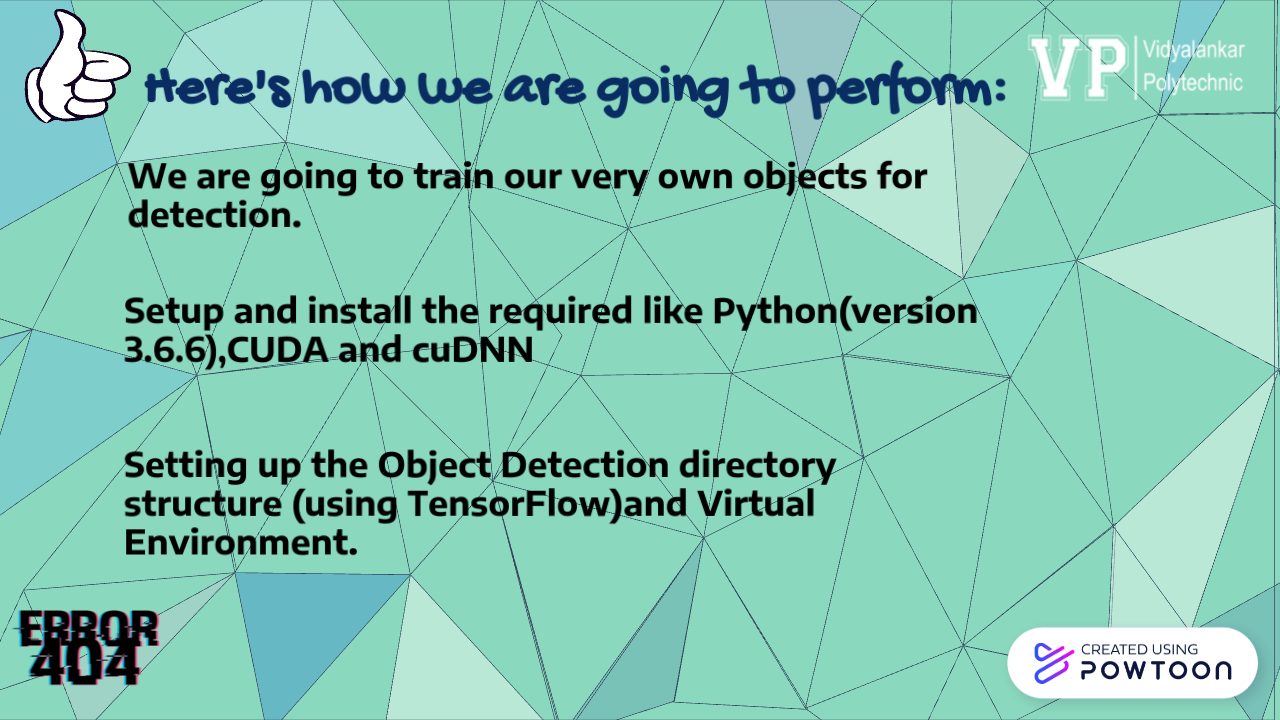 Here's how we are going to perform:
VP
Vidyalankar
Polytechnic
We are going to train our very own objects for
detection.
Setup and install the required like Python(version
3.6.6),CUDA and cuDNN
Setting up the Object Detection directory
structure (using TensorFlow)and Virtual
Environment.
ERROR
404
CREATED USING
POWTOON